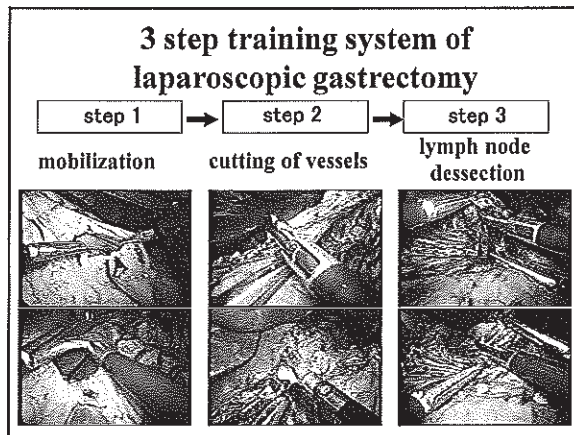 3 step training system of
laparoscopic gastrectomy
step 1
step 2
step 3
mobilization
cutting of vessels
lymph node
dessection